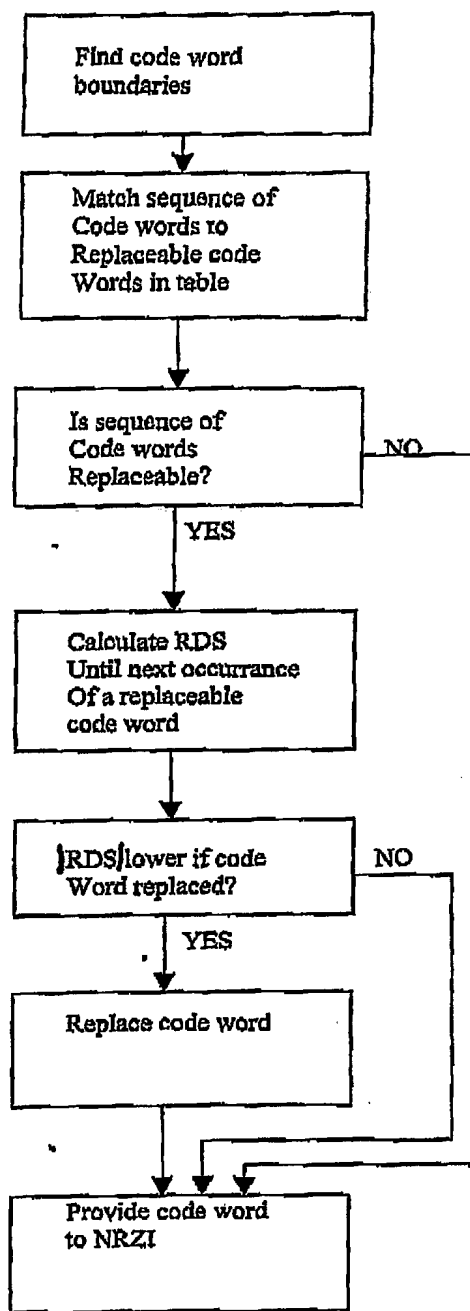 Find code word
boundaries
Match sequence of
Code words to
Replaceable code
Words in table
Is sequence of
Code words
Replaceable?
NO
YES
Calculate RDS
Until next occurrance
Of a replaceable
code word
|RDS| lower if code
Word replaced?
NO
YES
Replace code word
Provide code word
to NRZI